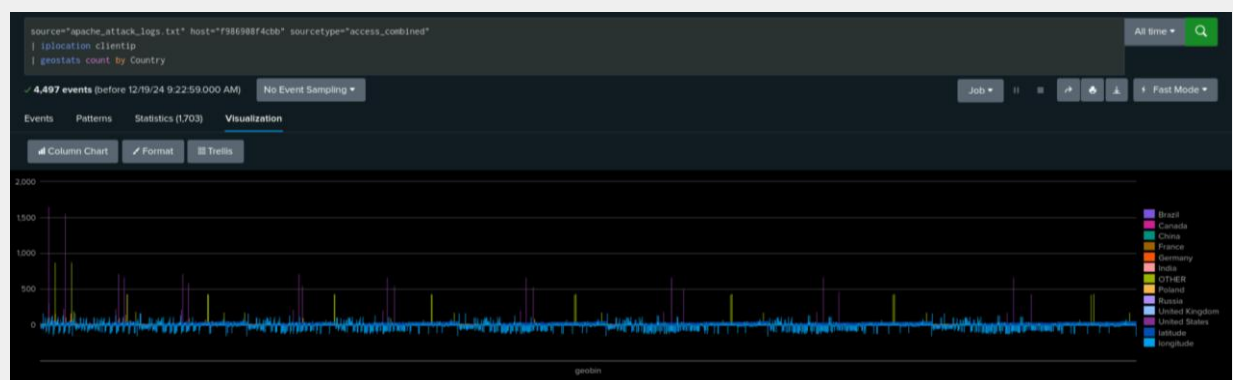 source="apache_attack_logs.txt" host="f986908f4cbb" sourcetype="access_combined"
| iplocation clientip
| geostats count by Country
All time
4,497 events (before 12/19/24 9:22:59.000 AM)
No Event Sampling
Job
Fast Mode
Events
Patterns
Statistics (1,703)
Visualization
Column Chart
Format
Trellis
2,000
1,500
1,000
500
0
geobin
Brazil
Canada
China
France
Germany
India
OTHER
Poland
Russia
United Kingdom
United States
latitude
longitude